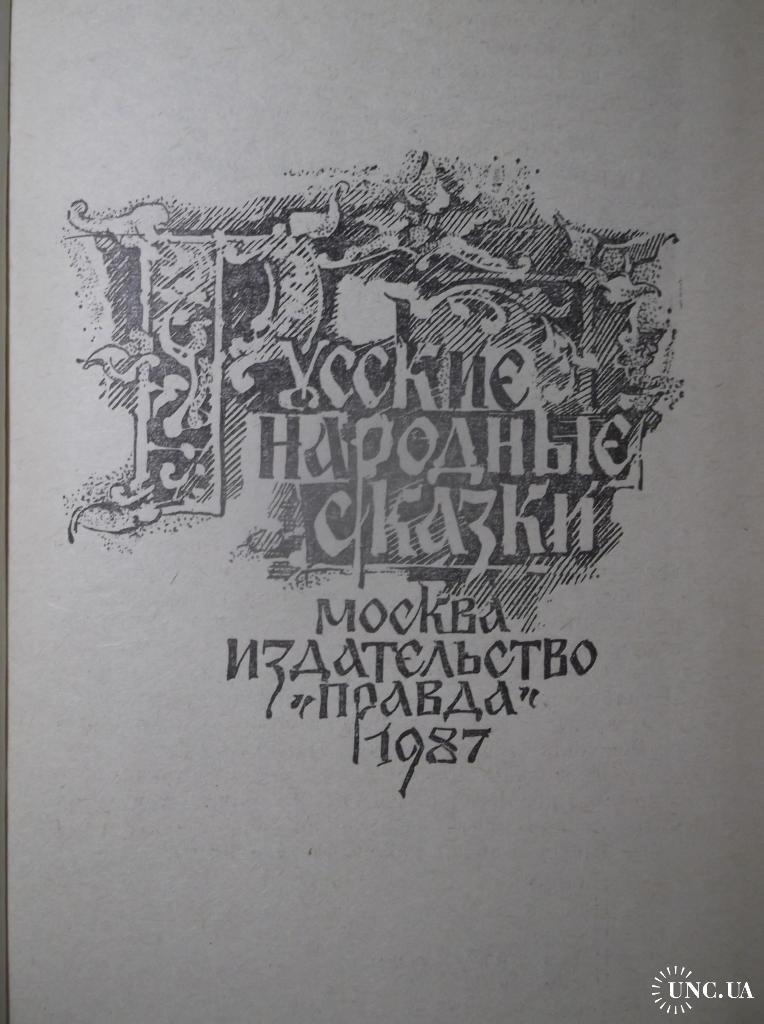 Русские
народные
сказки
Москва
издательство
"Правда"
1987
UNC.UA